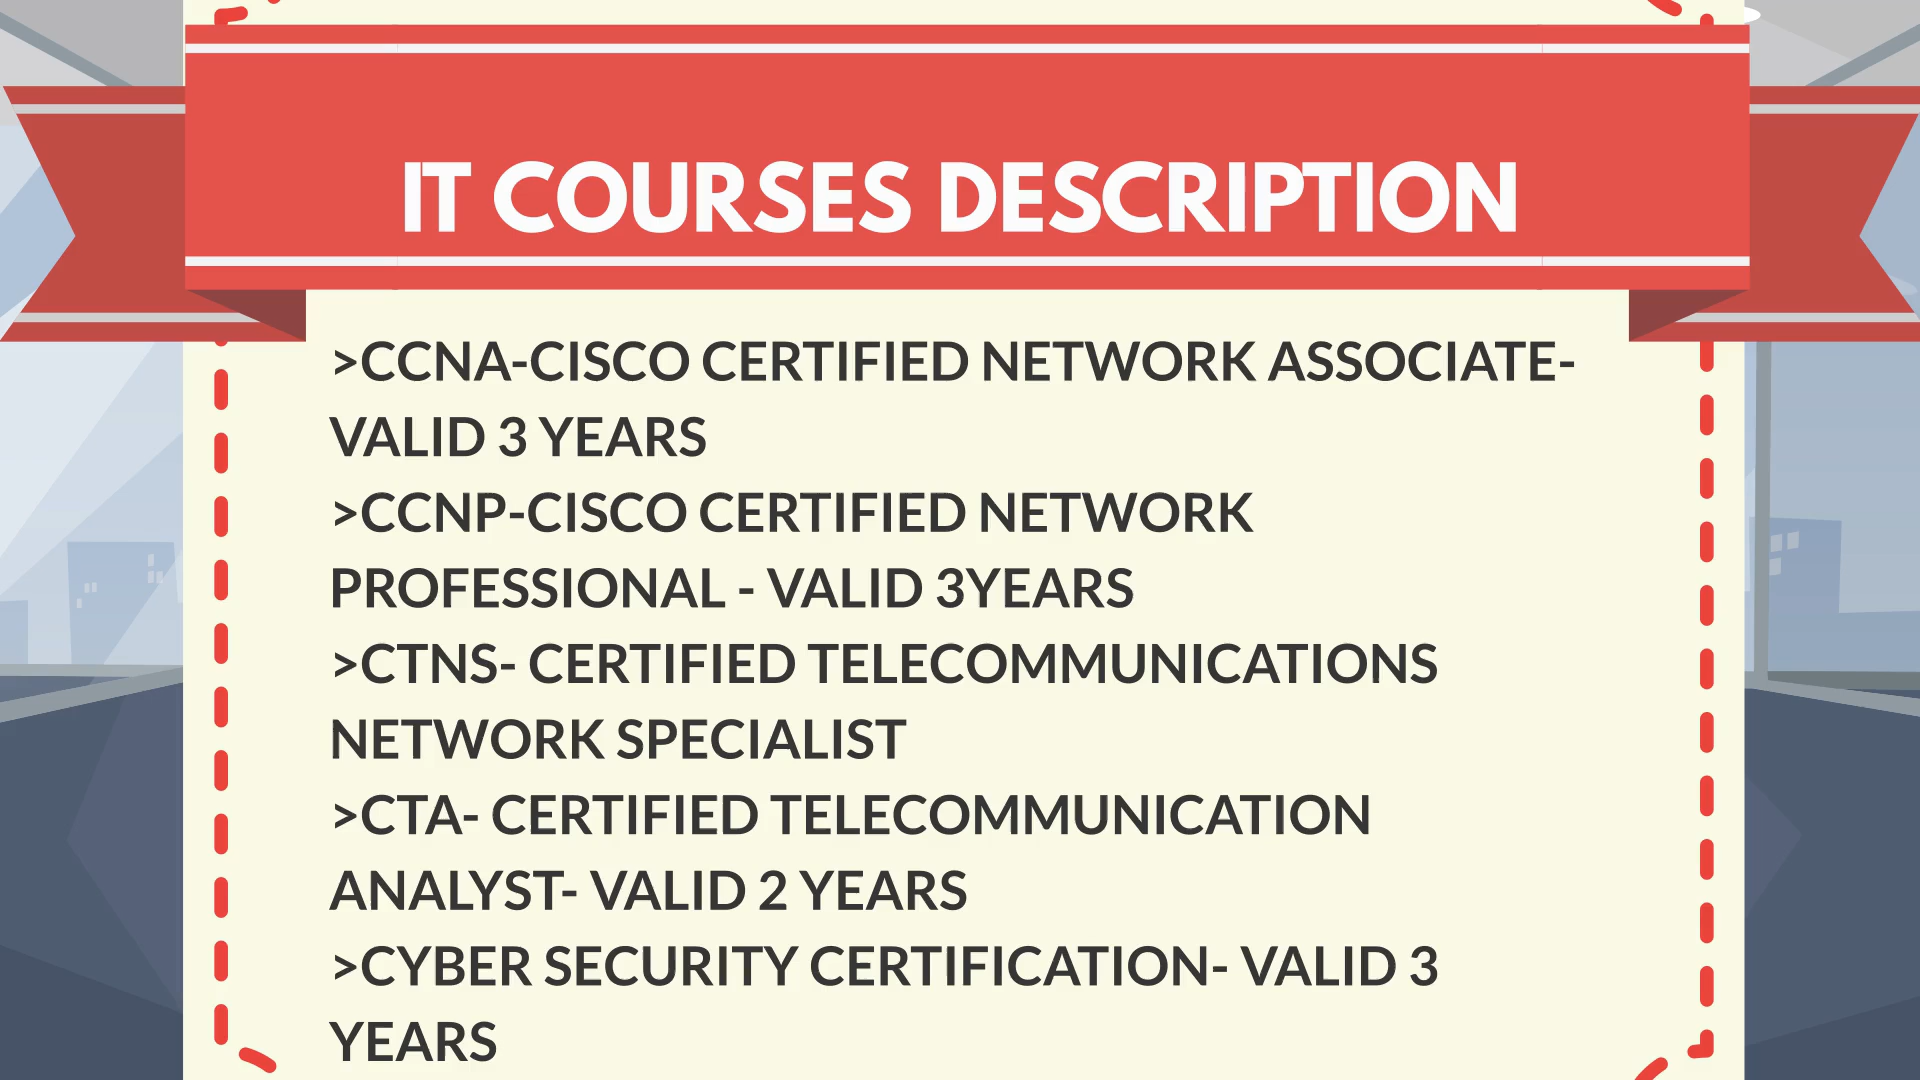 IT COURSES DESCRIPTION
>CCNA-CISCO CERTIFIED NETWORK ASSOCIATE-
VALID 3 YEARS
>CCNP-CISCO CERTIFIED NETWORK
PROFESSIONAL - VALID 3YEARS
>CTNS- CERTIFIED TELECOMMUNICATIONS
NETWORK SPECIALIST
>CTA- CERTIFIED TELECOMMUNICATION
ANALYST- VALID 2 YEARS
>CYBER SECURITY CERTIFICATION- VALID 3
YEARS